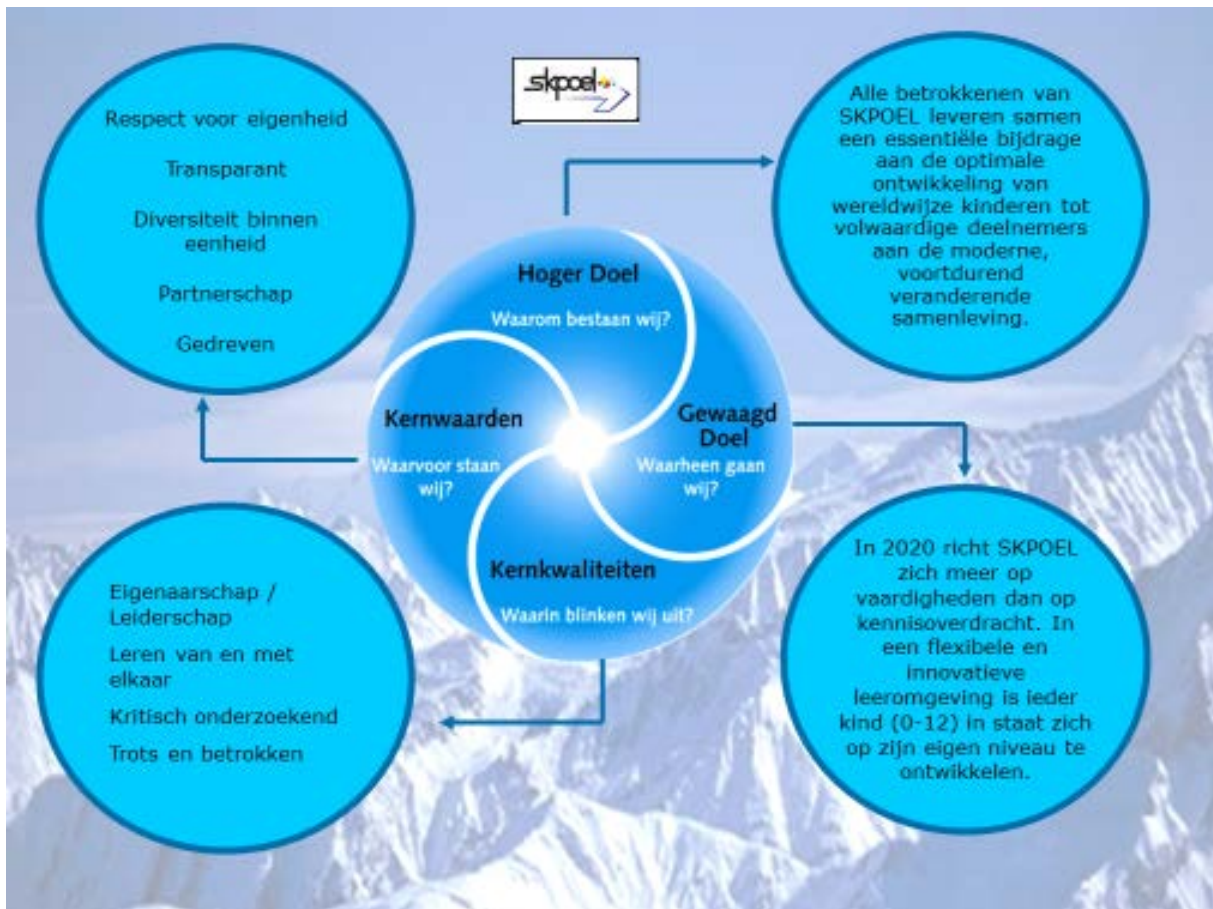 skpoel
Respect voor eigenheid
Transparant
Diversiteit binnen
eenheid
Partnerschap
Gedreven
Alle betrokkenen van
SKPOEL leveren samen
een essentiële bijdrage
aan de optimale
ontwikkeling van
wereldwijze kinderen tot
volwaardige deelnemers
aan de moderne,
voortdurend
veranderende
samenleving.
Hoger Doel
Waarom bestaan wij?
Kernwaarden
Waarvoor staan
wij?
Gewaagd
Doel
Waarheen gaan
wij?
Kernkwaliteiten
Waarin blinken wij uit?
Eigenaarschap /
Leiderschap
Leren van en met
elkaar
Kritisch onderzoekend
Trots en betrokken
In 2020 richt SKPOEL
zich meer op
vaardigheden dan op
kennisoverdracht. In
een flexibele en
innovatieve
leeromgeving is ieder
kind (0-12) in staat zich
op zijn eigen niveau te
ontwikkelen.